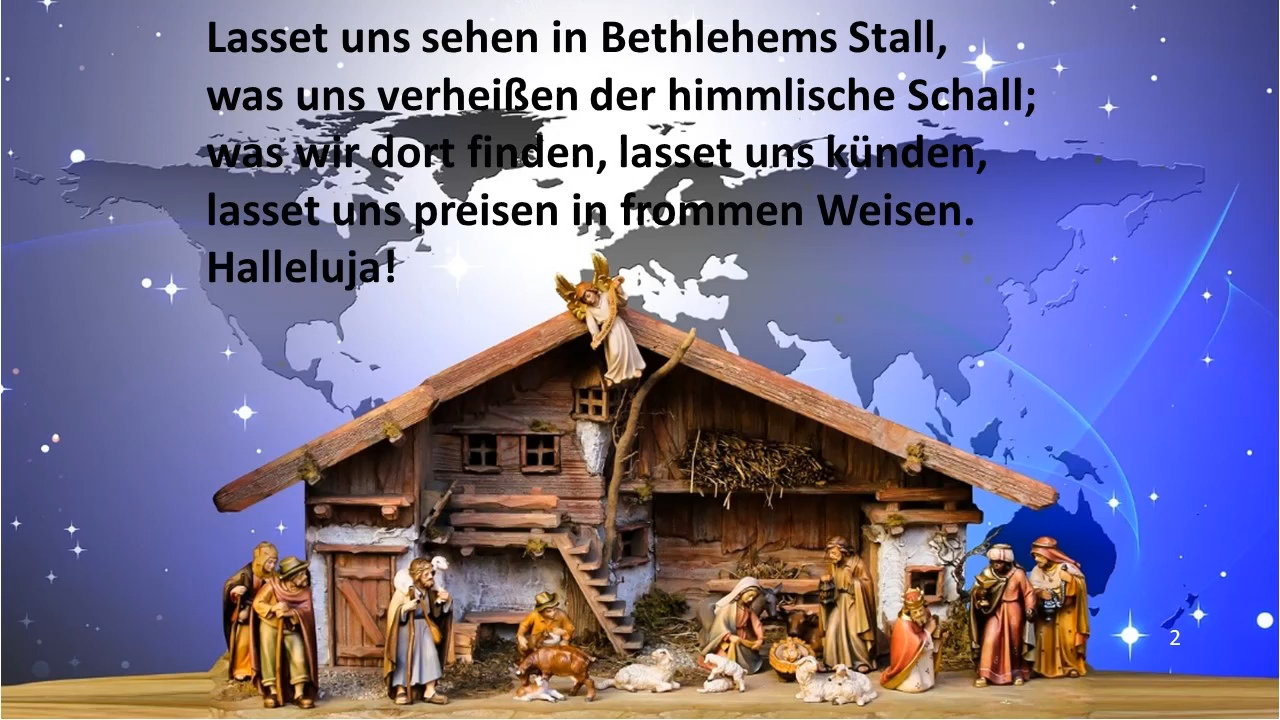 Lasset uns sehen in Bethlehems Stall,
was uns verheißen der himmlische Schall;
was wir dort finden, lasset uns künden,
lasset uns preisen in frommen Weisen.
Halleluja!
2